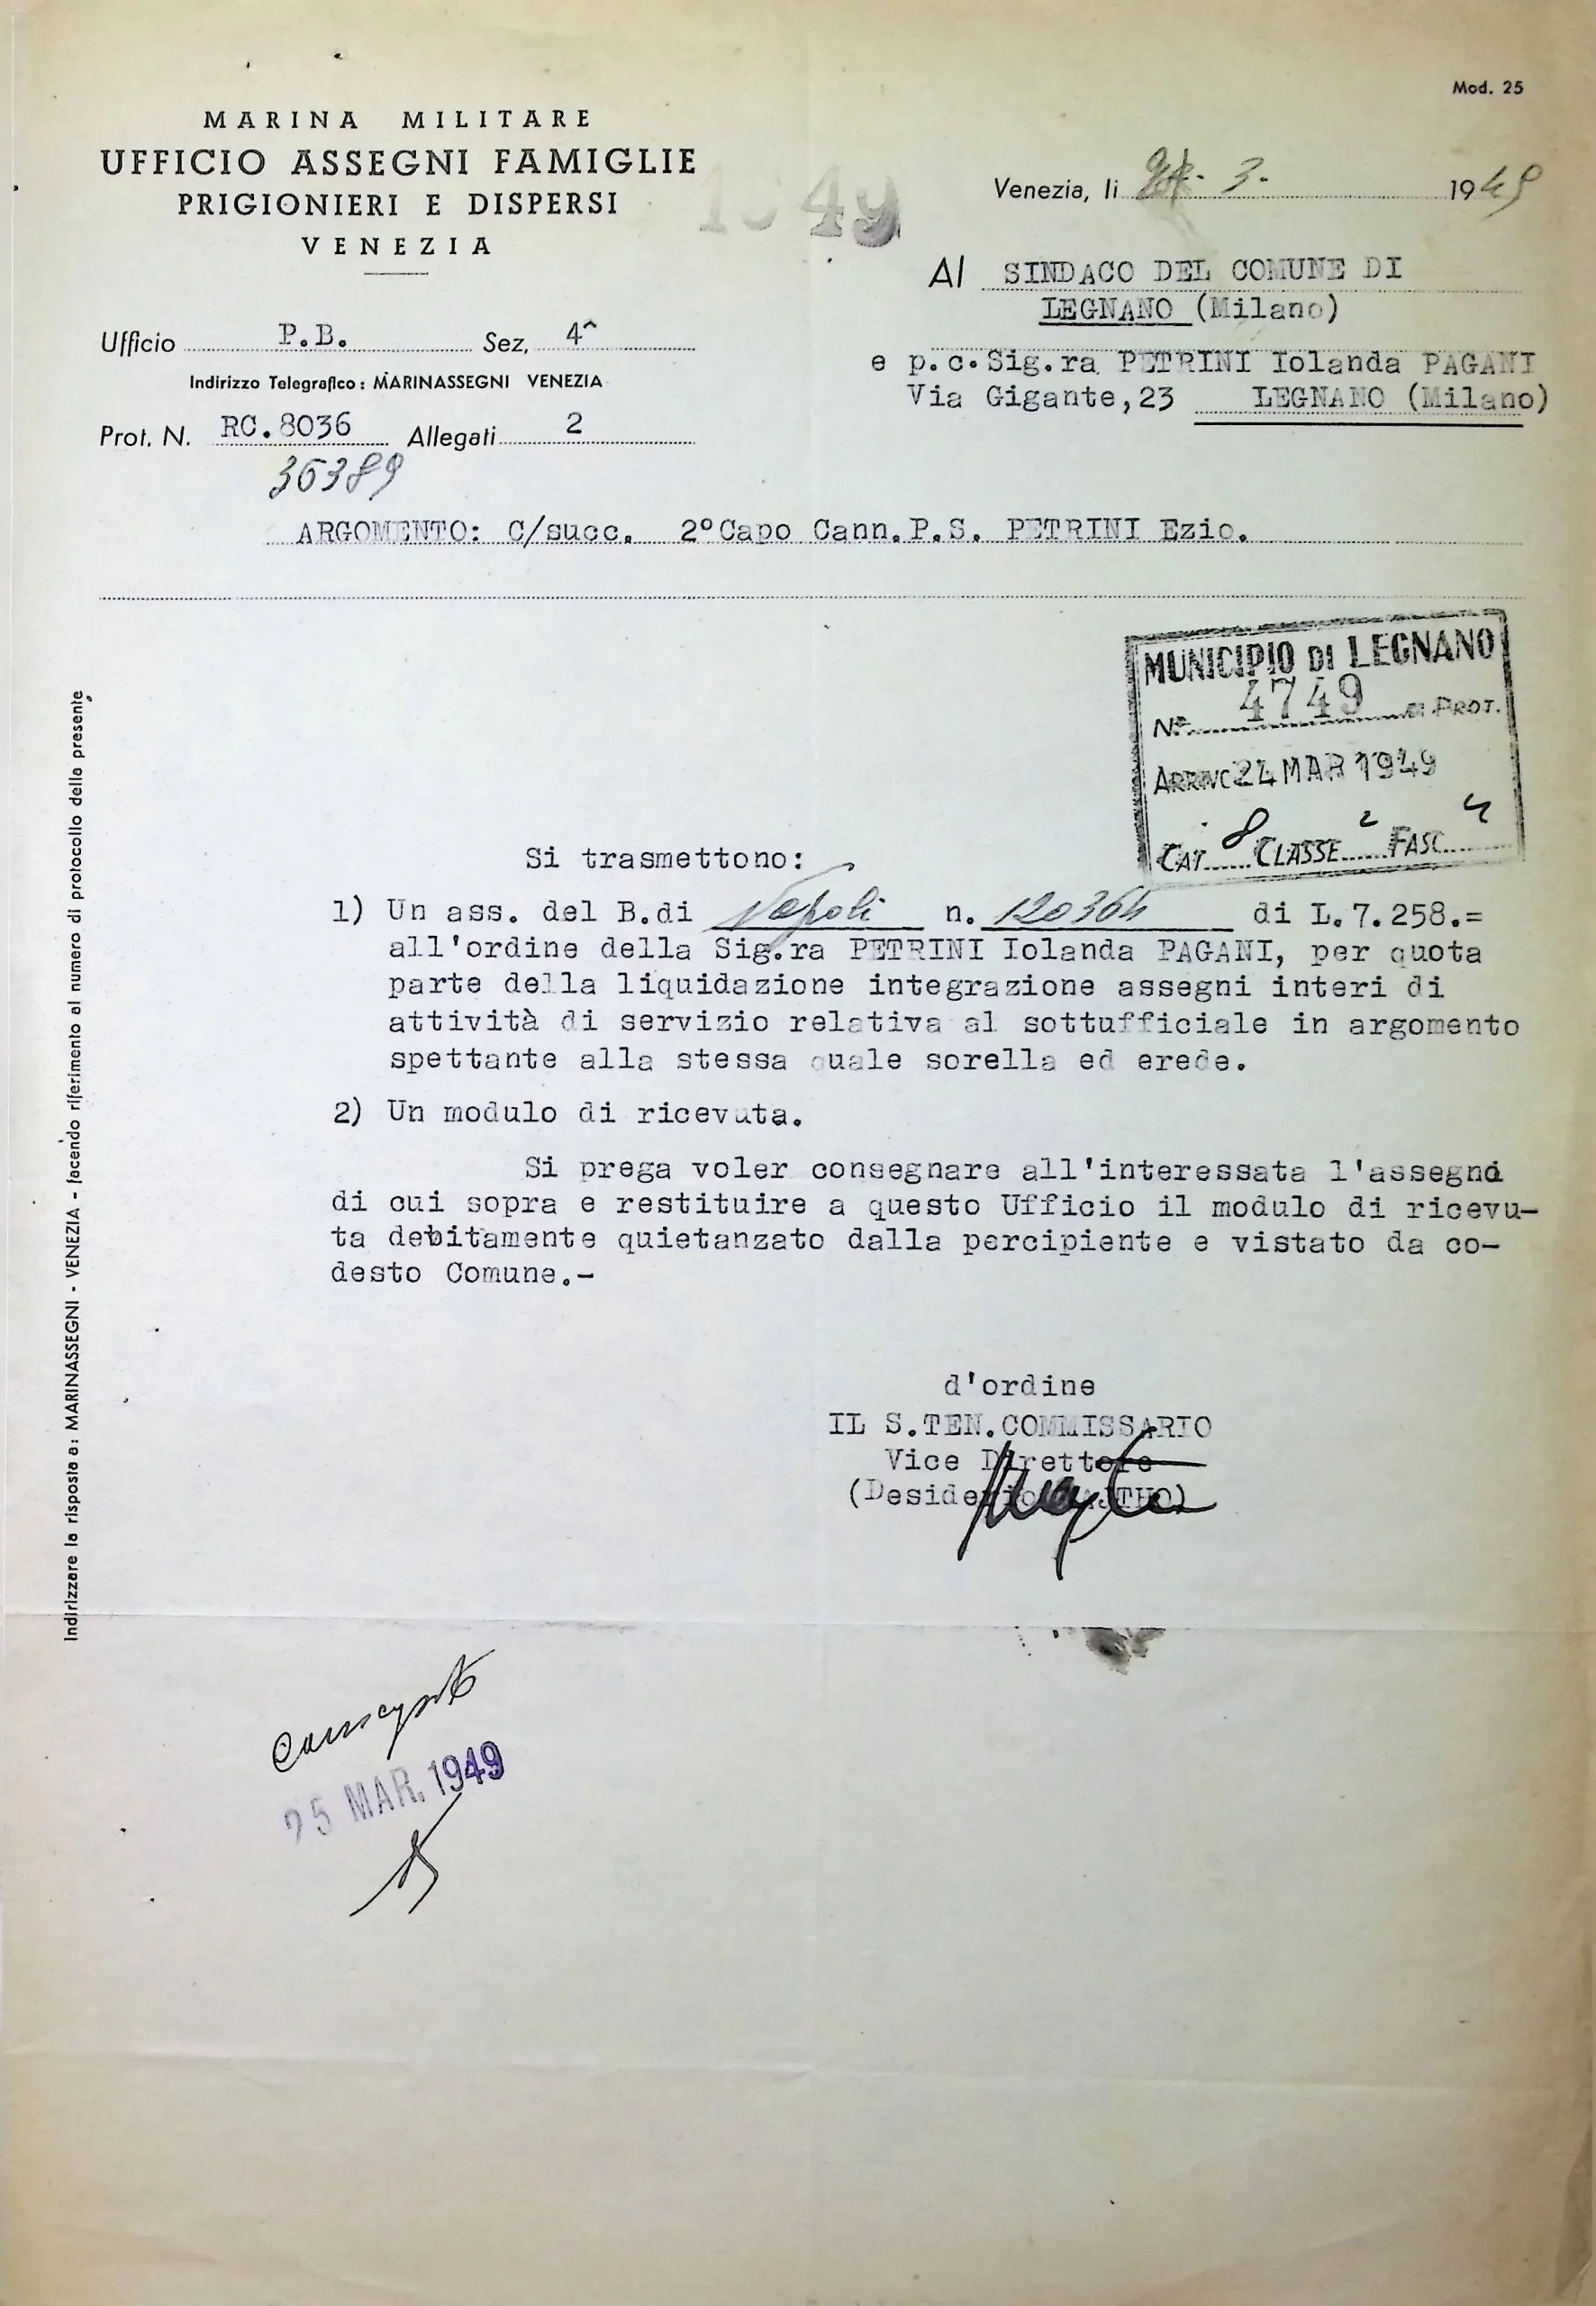 Mod. 25
MARINA MILITARE
UFFICIO ASSEGNI FAMIGLIE
PRIGIONIERI E DISPERSI
VENEZIA
1949
Venezia, li 3. 1949
Al SINDACO DEL COMUNE DI
LEGNANO (Milano)
e p.c. Sig.ra PETRINI Iolanda PAGANI
Via Gigante, 23 LEGNANO (Milano)
Ufficio P.B. Sez. 4^
Indirizzo Telegrafico: MARINASSEGNI VENEZIA
Prot. N. RC.8036 Allegati 2
36389
ARGOMENTO: C/succ. 2° Capo Cann.P.S. PETRINI Ezio.
MUNICIPIO DI LEGNANO
No. 4749 di PROT.
ARRIVO 24 MAR 1949
CAT 8 CLASSE 2 FASC. 4
Si trasmettono:
1) Un ass. del B.di Napoli n. 120364 di L.7.258.=
all'ordine della Sig.ra PETRINI Iolanda PAGANI, per quota
parte della liquidazione integrazione assegni interi di
attività di servizio relativa al sottufficiale in argomento
spettante alla stessa quale sorella ed erede.
2) Un modulo di ricevuta.
Si prega voler consegnare all'interessata l'assegno
di cui sopra e restituire a questo Ufficio il modulo di ricevu-
ta debitamente quietanzato dalla percipiente e vistato da co-
desto Comune.-
d'ordine
IL S.TEN.COMMISSARIO
Vice Direttore
(Desiderio
consegnato
25 MAR. 1949
Indirizzare la risposta a: MARINASSEGNI - VENEZIA - facendo riferimento al numero di protocollo della presente